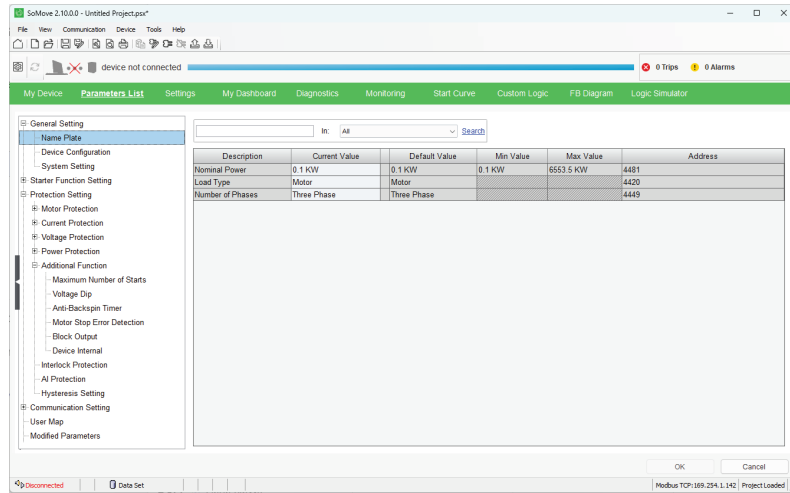 SoMove 2.10.0.0 - Untitled Project.psx*
File View Communication Device Tools Help
device not connected
0 Trips 0 Alarms
My Device Parameters List Settings My Dashboard Diagnostics Monitoring Start Curve Custom Logic FB Diagram Logic Simulator
General Setting
Name Plate
Device Configuration
System Setting
Starter Function Setting
Protection Setting
Motor Protection
Current Protection
Voltage Protection
Power Protection
Additional Function
Maximum Number of Starts
Voltage Dip
Anti-Backspin Timer
Motor Stop Error Detection
Block Output
Device Internal
Interlock Protection
AI Protection
Hysteresis Setting
Communication Setting
User Map
Modified Parameters
In: All Search
Description Current Value Default Value Min Value Max Value Address
Nominal Power 0.1 KW 0.1 KW 0.1 KW 6553.5 KW 4481
Load Type Motor Motor 4420
Number of Phases Three Phase Three Phase 4449
OK Cancel
Disconnected Data Set Modbus TCP:169.254.1.142 Project Loaded